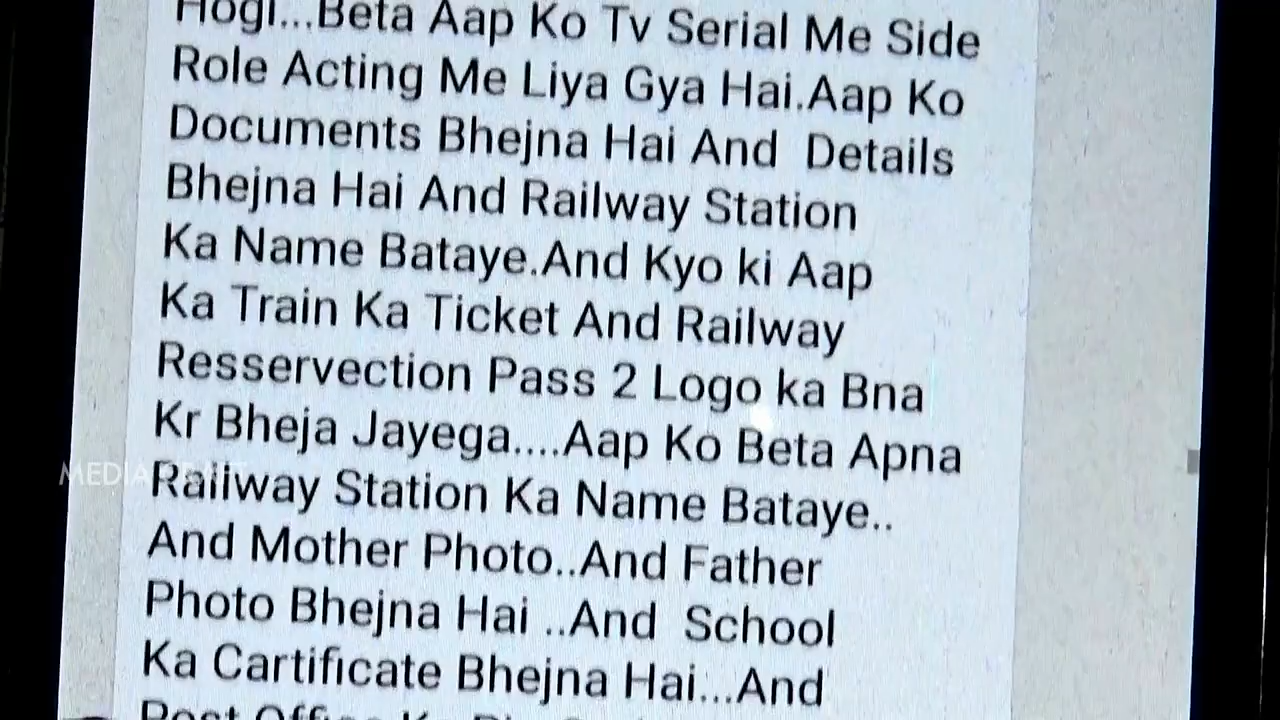 Hogi...Beta Aap Ko Tv Serial Me Side
Role Acting Me Liya Gya Hai.Aap Ko
Documents Bhejna Hai And Details
Bhejna Hai And Railway Station
Ka Name Bataye.And Kyo ki Aap
Ka Train Ka Ticket And Railway
Resservection Pass 2 Logo ka Bna
Kr Bheja Jayega....Aap Ko Beta Apna
Railway Station Ka Name Bataye..
And Mother Photo..And Father
Photo Bhejna Hai ..And School
Ka Cartificate Bhejna Hai...And
Post Office Ka